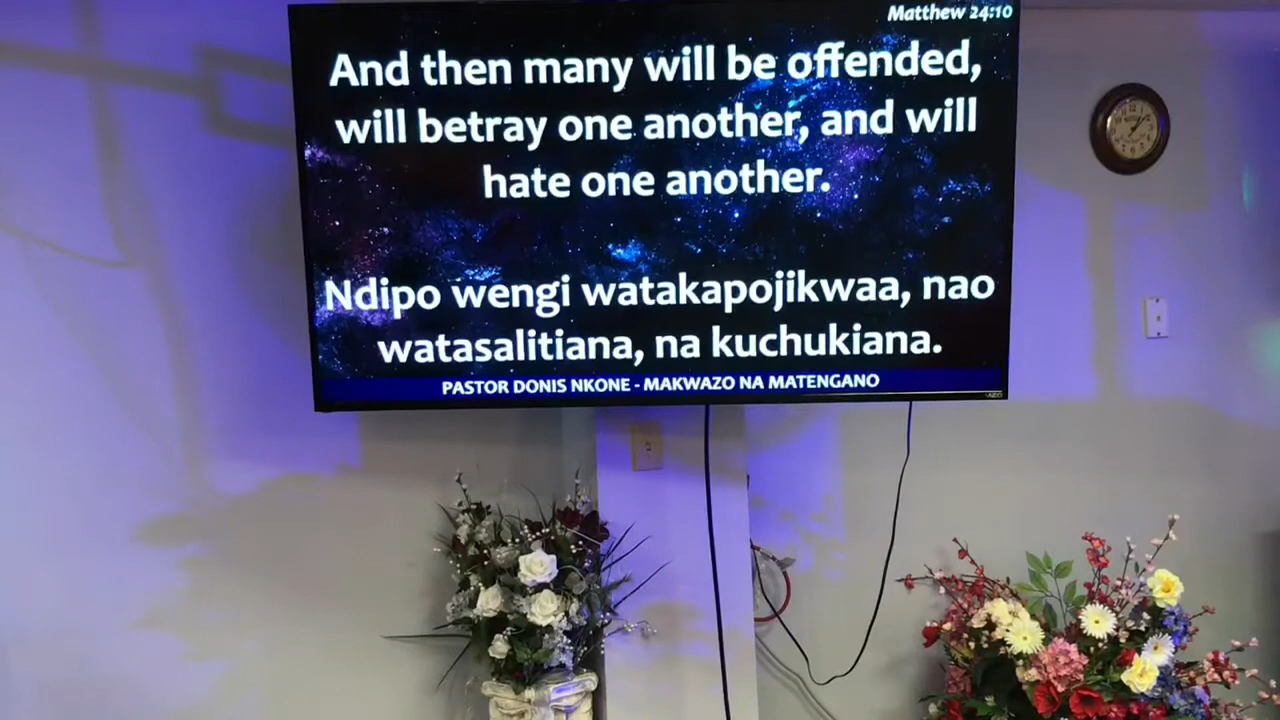 Matthew 24:10
And then many will be offended,
will betray one another, and will
hate one another.
Ndipo wengi watakapojikwaa, nao
watasalitiana, na kuchukiana.
PASTOR DONIS NKONE - MAKWAZO NA MATENGANO